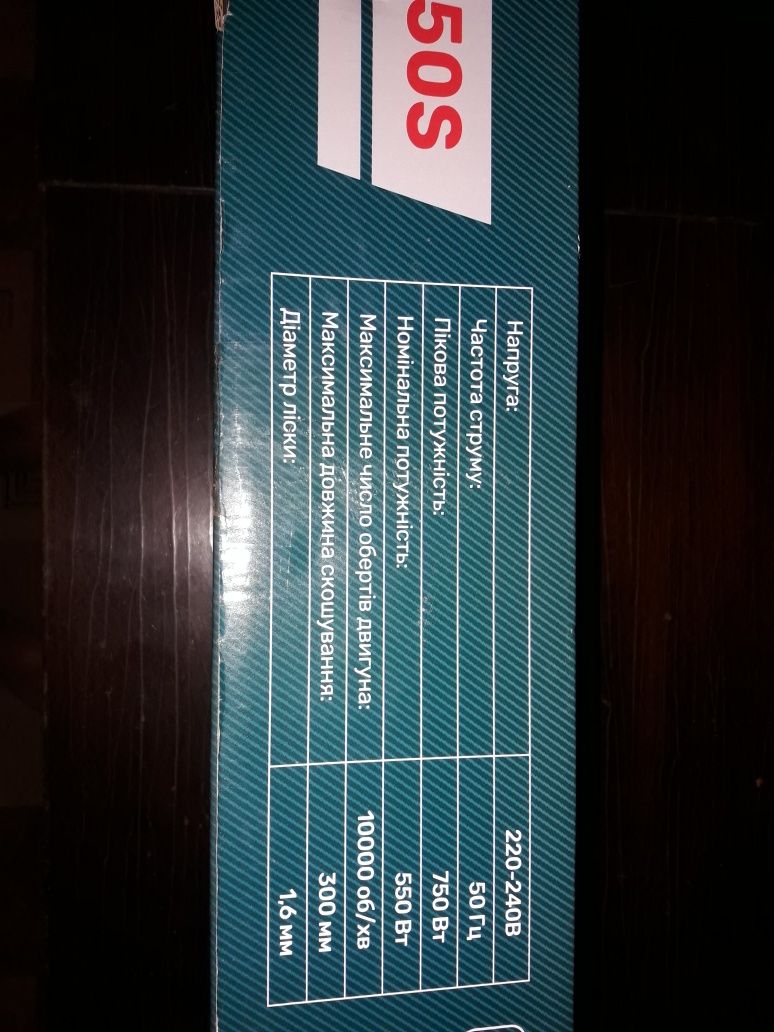 50S
Напруга: 220-240В
Частота струму: 50 Гц
Пікова потужність: 750 Вт
Номінальна потужність: 550 Вт
Максимальне число обертів двигуна: 10000 об/хв
Максимальна довжина скошування: 300 мм
Діаметр ліски: 1,6 мм